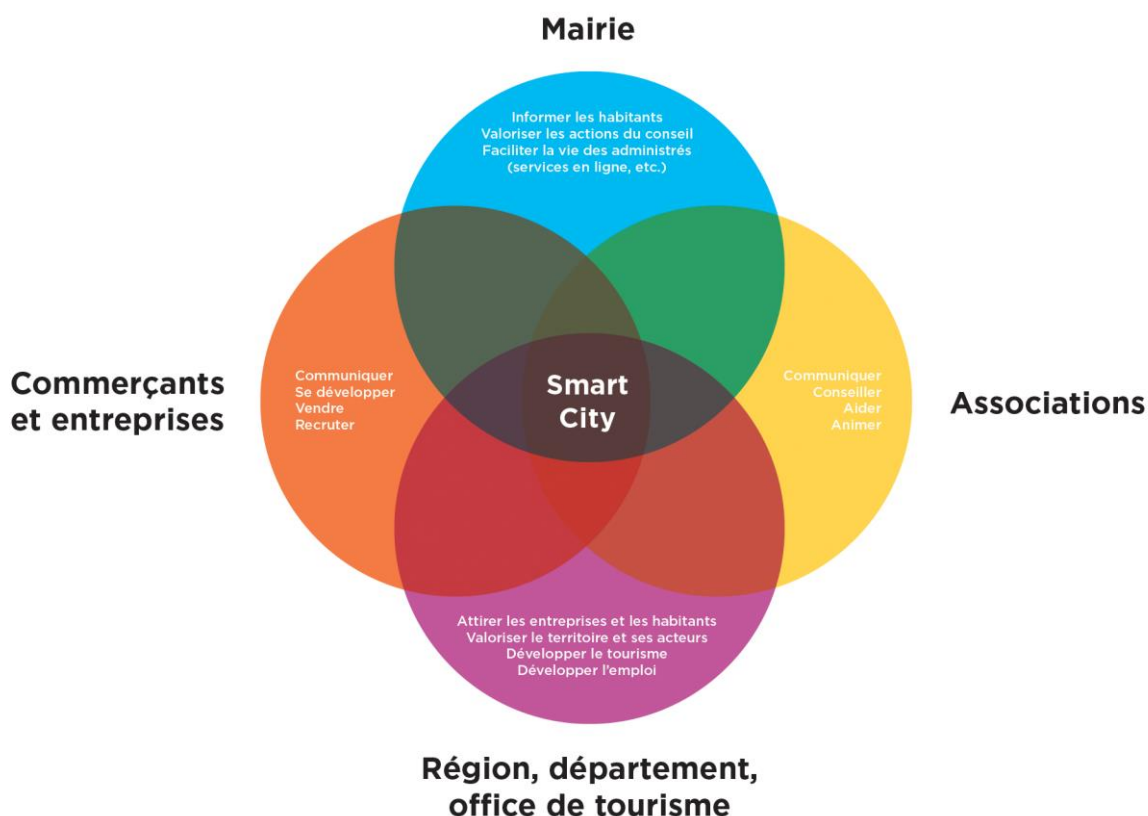 Mairie
Informer les habitants
Valoriser les actions du conseil
Faciliter la vie des administrés
(services en ligne, etc.)
Commerçants
et entreprises
Communiquer
Se développer
Vendre
Recruter
Smart
City
Communiquer
Conseiller
Aider
Animer
Associations
Attirer les entreprises et les habitants
Valoriser le territoire et ses acteurs
Développer le tourisme
Développer l'emploi
Région, département,
office de tourisme